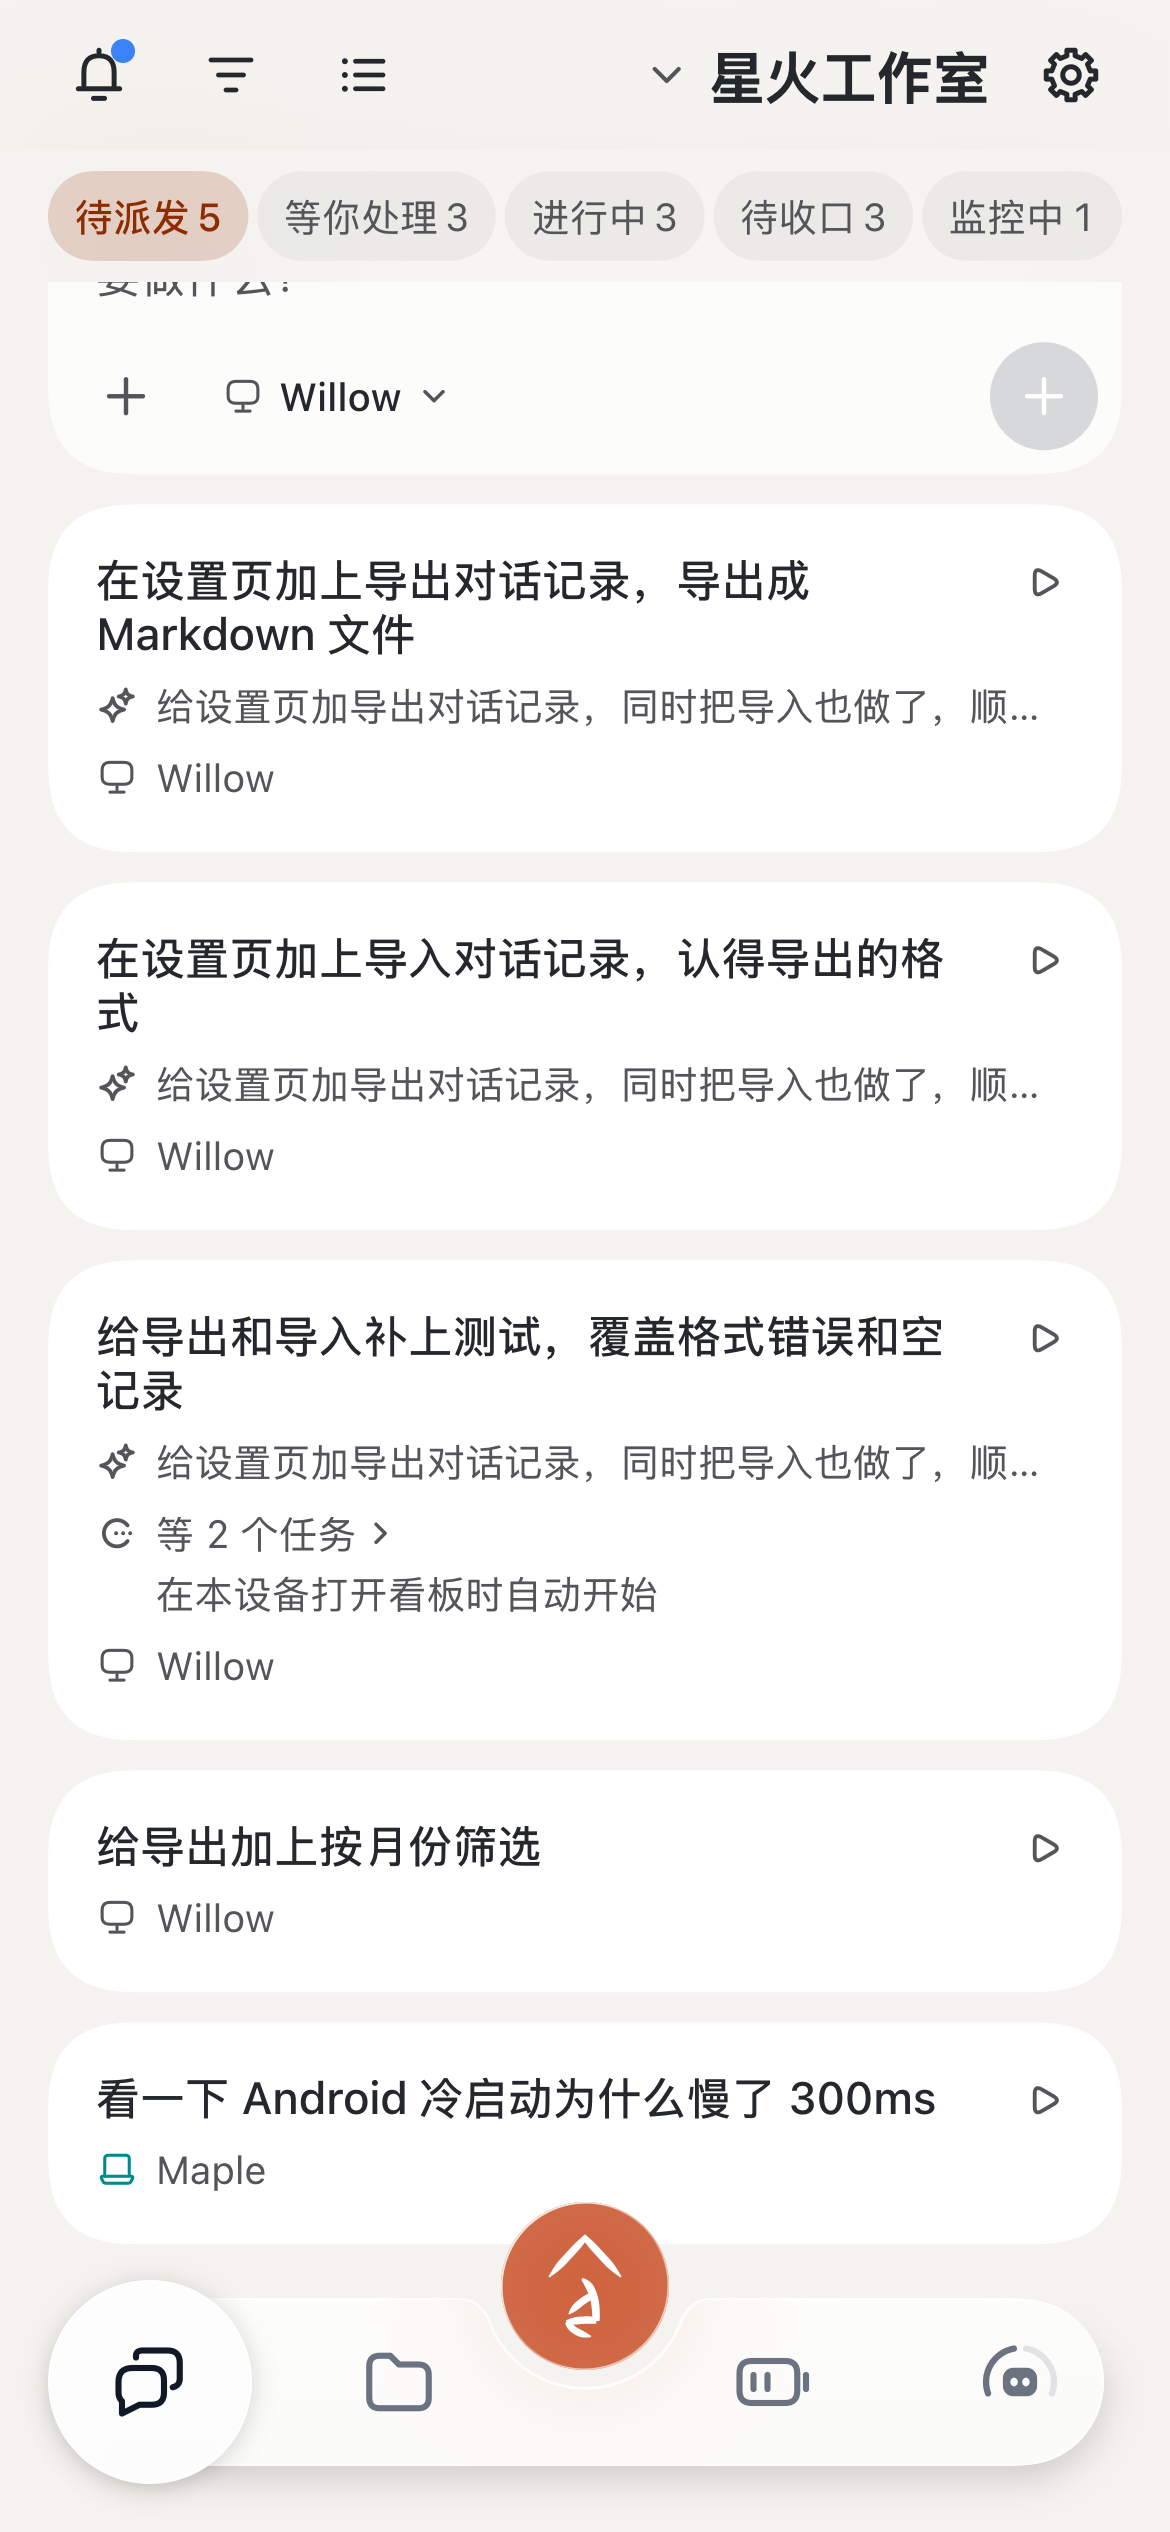 星火工作室
待派发 5
等你处理 3
进行中 3
待收口 3
监控中 1
要做什么?
Willow
在设置页加上导出对话记录，导出成
Markdown 文件
给设置页加导出对话记录，同时把导入也做了，顺...
Willow
在设置页加上导入对话记录，认得导出的格
式
给设置页加导出对话记录，同时把导入也做了，顺...
Willow
给导出和导入补上测试，覆盖格式错误和空
记录
给设置页加导出对话记录，同时把导入也做了，顺...
等 2 个任务
在本设备打开看板时自动开始
Willow
给导出加上按月份筛选
Willow
看一下 Android 冷启动为什么慢了 300ms
Maple